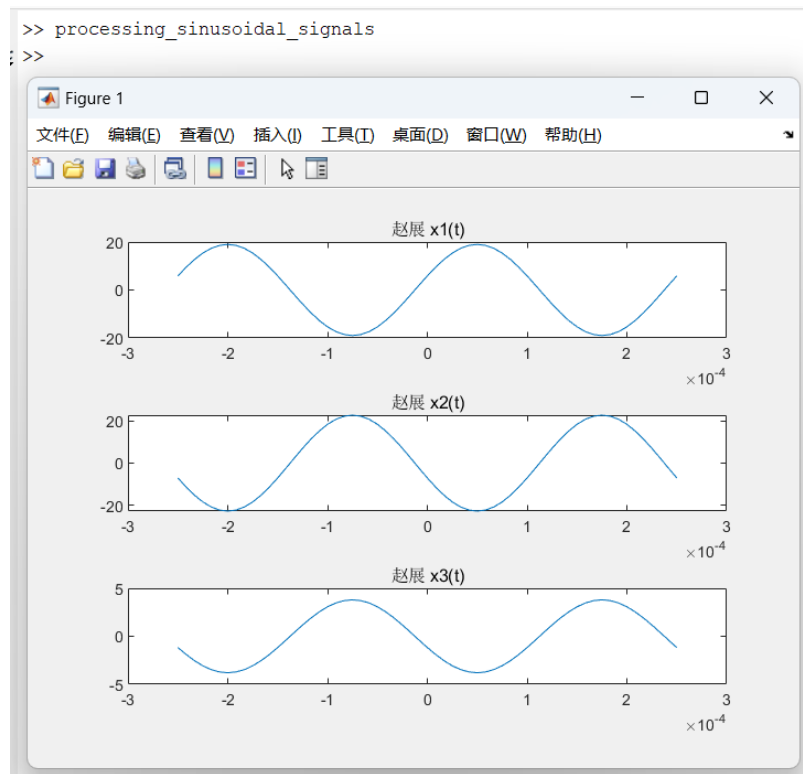 >> processing_sinusoidal_signals
>>
Figure 1
文件(F) 编辑(E) 查看(V) 插入(I) 工具(T) 桌面(D) 窗口(W) 帮助(H)
赵展 x1(t)
20
0
-20
-3 -2 -1 0 1 2 3
×10-4
赵展 x2(t)
20
0
-20
-3 -2 -1 0 1 2 3
×10-4
赵展 x3(t)
5
0
-5
-3 -2 -1 0 1 2 3
×10-4